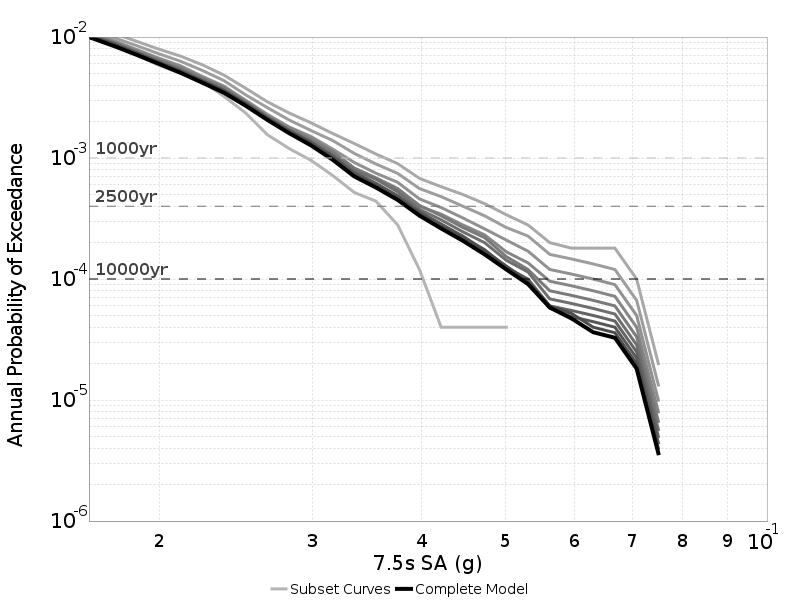 10-2
10-3
10-4
10-5
10-6
Annual Probability of Exceedance
1000yr
2500yr
10000yr
2 3 4 5 6 7 8 9 10-1
7.5s SA (g)
Subset Curves Complete Model